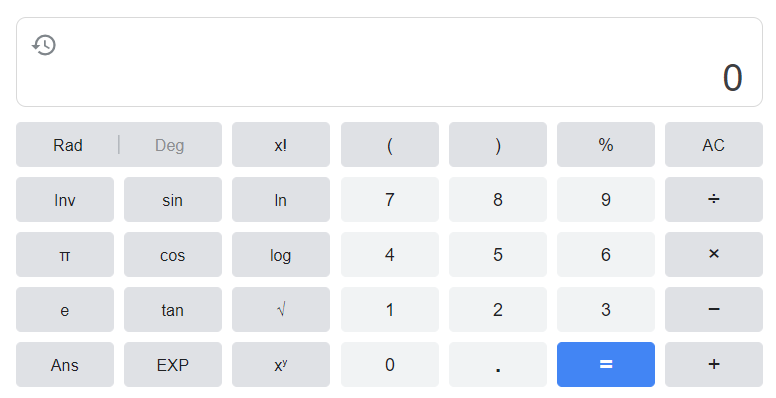 0
Rad | Deg x! ( ) % AC
Inv sin ln 7 8 9 ÷
π cos log 4 5 6 ×
e tan √ 1 2 3 −
Ans EXP xʸ 0 . = +